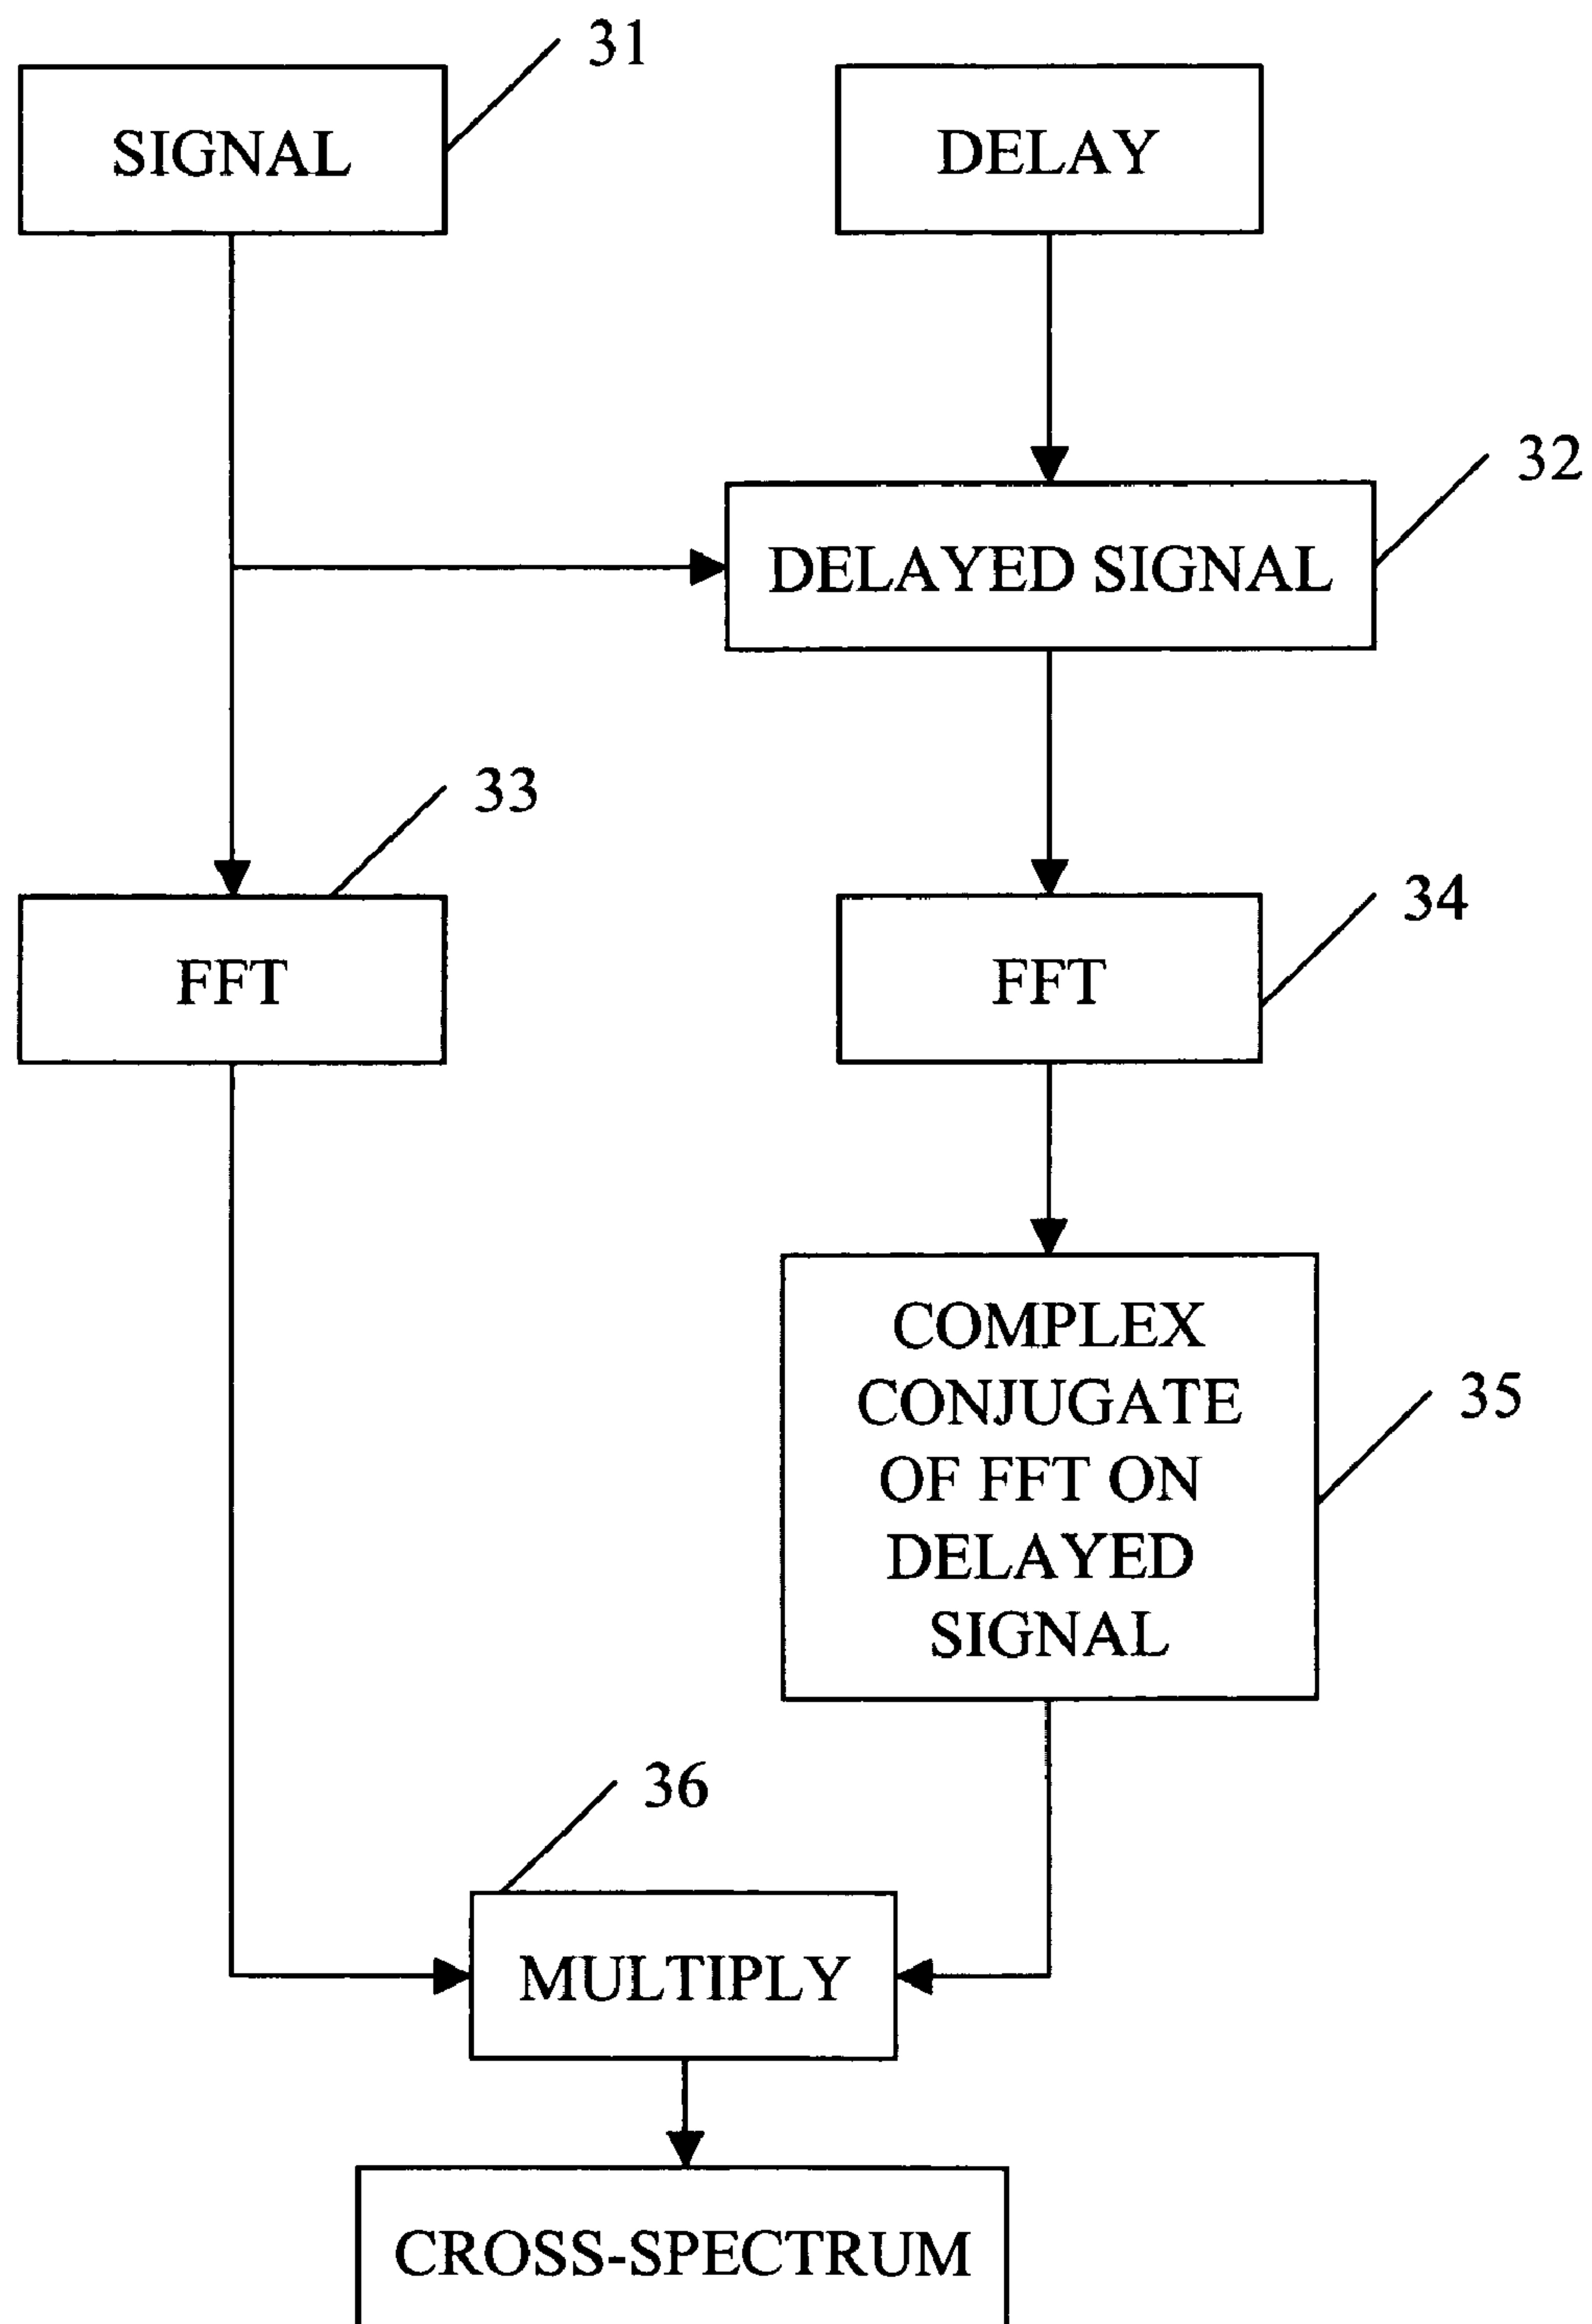 31
SIGNAL
DELAY
32
DELAYED SIGNAL
33
34
FFT
FFT
COMPLEX
CONJUGATE
OF FFT ON
DELAYED
SIGNAL
35
36
MULTIPLY
CROSS-SPECTRUM